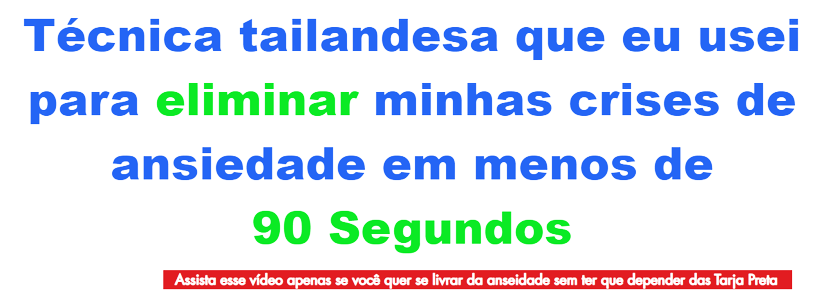 Técnica tailandesa que eu usei
para eliminar minhas crises de
ansiedade em menos de
90 Segundos
Assista esse vídeo apenas se você quer se livrar da anseidade sem ter que depender das Tarja Preta